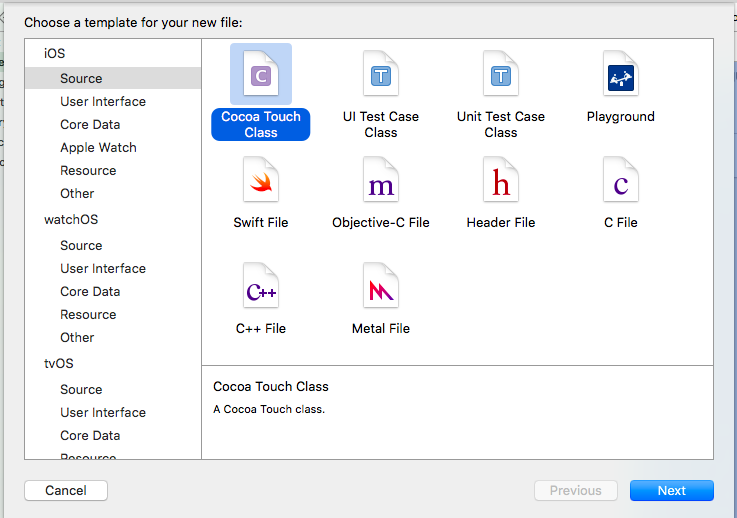 Choose a template for your new file:
iOS
Source
User Interface
Core Data
Apple Watch
Resource
Other
watchOS
Source
User Interface
Core Data
Resource
Other
tvOS
Source
User Interface
Core Data
Resource
C
Cocoa Touch
Class
T
UI Test Case
Class
T
Unit Test Case
Class
Playground
Swift File
m
Objective-C File
h
Header File
c
C File
C++
C++ File
Metal File
Cocoa Touch Class
A Cocoa Touch class.
Cancel
Previous
Next